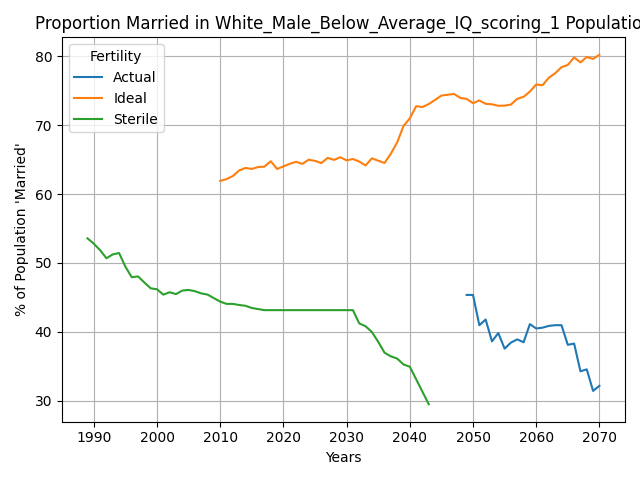 Proportion Married in White_Male_Below_Average_IQ_scoring_1 Populatio
% of Population 'Married'
80
70
60
50
40
30
Fertility
Actual
Ideal
Sterile
1990 2000 2010 2020 2030 2040 2050 2060 2070
Years